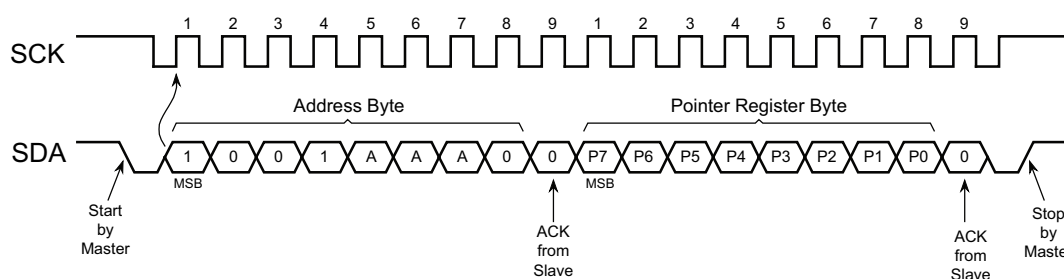 1 2 3 4 5 6 7 8 9 1 2 3 4 5 6 7 8 9
SCK
Address Byte Pointer Register Byte
SDA 1 0 0 1 A A A 0 0 P7 P6 P5 P4 P3 P2 P1 P0 0
MSB MSB
Start
by
Master
ACK
from
Slave
ACK
from
Slave
Stop
by